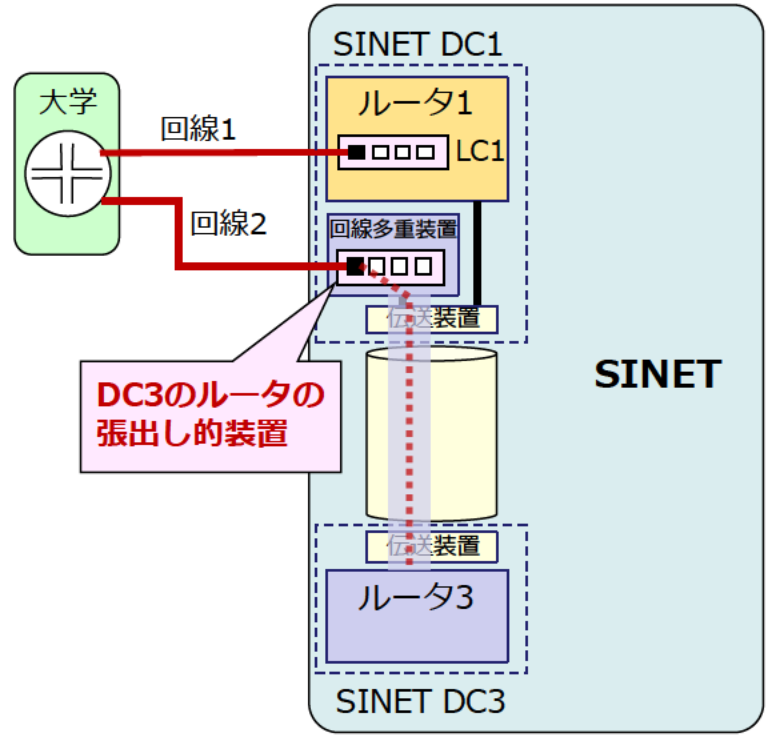 SINET DC1
大学
ルータ1
回線1
LC1
回線2
回線多重装置
伝送装置
DC3のルータの
張出し的装置
SINET
伝送装置
ルータ3
SINET DC3